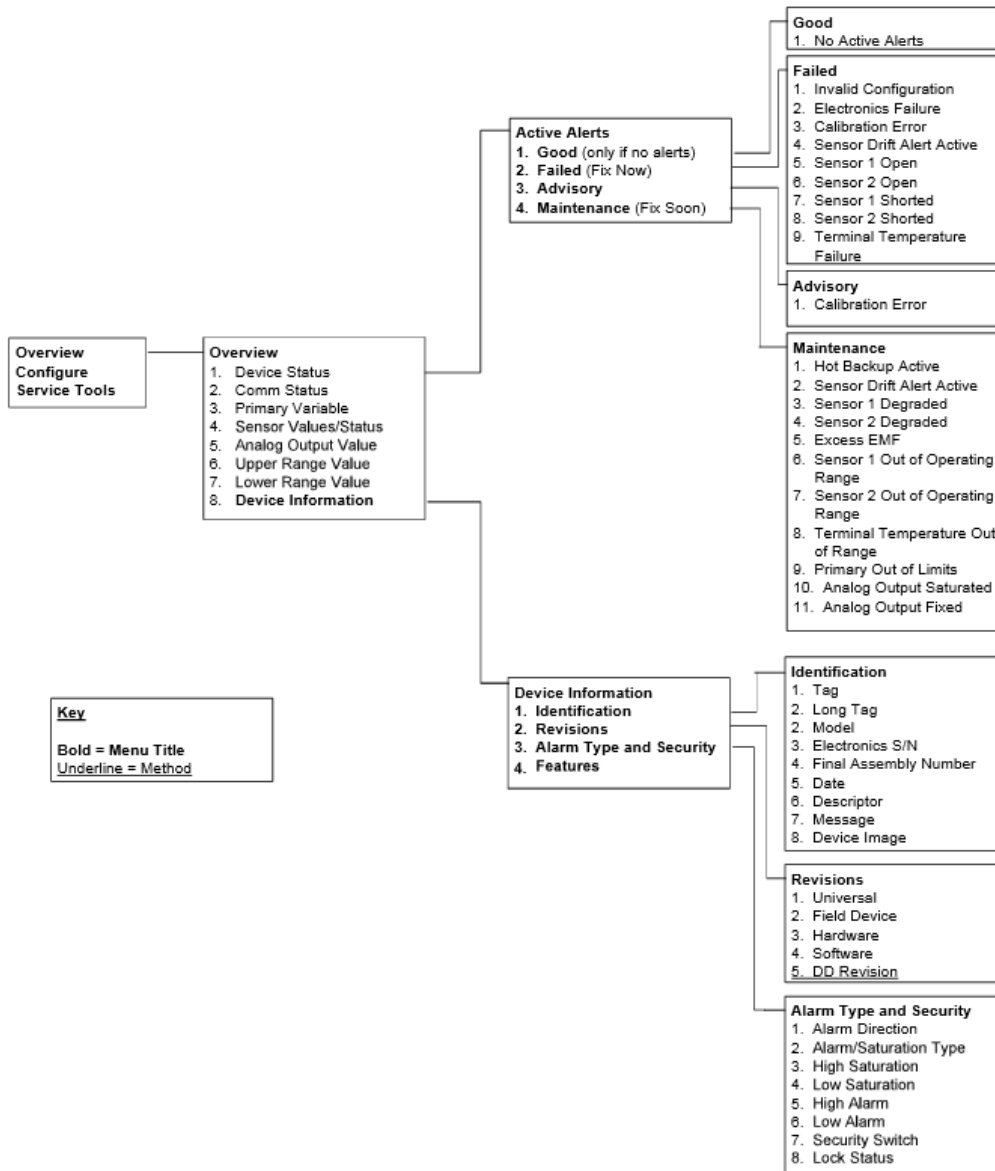 Overview
Configure
Service Tools
Overview
1. Device Status
2. Comm Status
3. Primary Variable
4. Sensor Values/Status
5. Analog Output Value
6. Upper Range Value
7. Lower Range Value
8. Device Information
Active Alerts
1. Good (only if no alerts)
2. Failed (Fix Now)
3. Advisory
4. Maintenance (Fix Soon)
Good
1. No Active Alerts
Failed
1. Invalid Configuration
2. Electronics Failure
3. Calibration Error
4. Sensor Drift Alert Active
5. Sensor 1 Open
6. Sensor 2 Open
7. Sensor 1 Shorted
8. Sensor 2 Shorted
9. Terminal Temperature
Failure
Advisory
1. Calibration Error
Maintenance
1. Hot Backup Active
2. Sensor Drift Alert Active
3. Sensor 1 Degraded
4. Sensor 2 Degraded
5. Excess EMF
6. Sensor 1 Out of Operating
Range
7. Sensor 2 Out of Operating
Range
8. Terminal Temperature Out
of Range
9. Primary Out of Limits
10. Analog Output Saturated
11. Analog Output Fixed
Device Information
1. Identification
2. Revisions
3. Alarm Type and Security
4. Features
Identification
1. Tag
2. Long Tag
2. Model
3. Electronics S/N
4. Final Assembly Number
5. Date
6. Descriptor
7. Message
8. Device Image
Revisions
1. Universal
2. Field Device
3. Hardware
4. Software
5. DD Revision
Alarm Type and Security
1. Alarm Direction
2. Alarm/Saturation Type
3. High Saturation
4. Low Saturation
5. High Alarm
6. Low Alarm
7. Security Switch
8. Lock Status
Key
Bold = Menu Title
Underline = Method